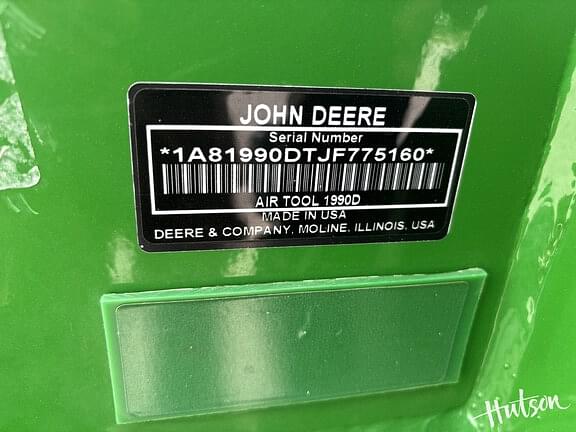 JOHN DEERE
Serial Number
*1A81990DTJF775160*
AIR TOOL 1990D
MADE IN USA
DEERE & COMPANY, MOLINE, ILLINOIS, USA
Hutson